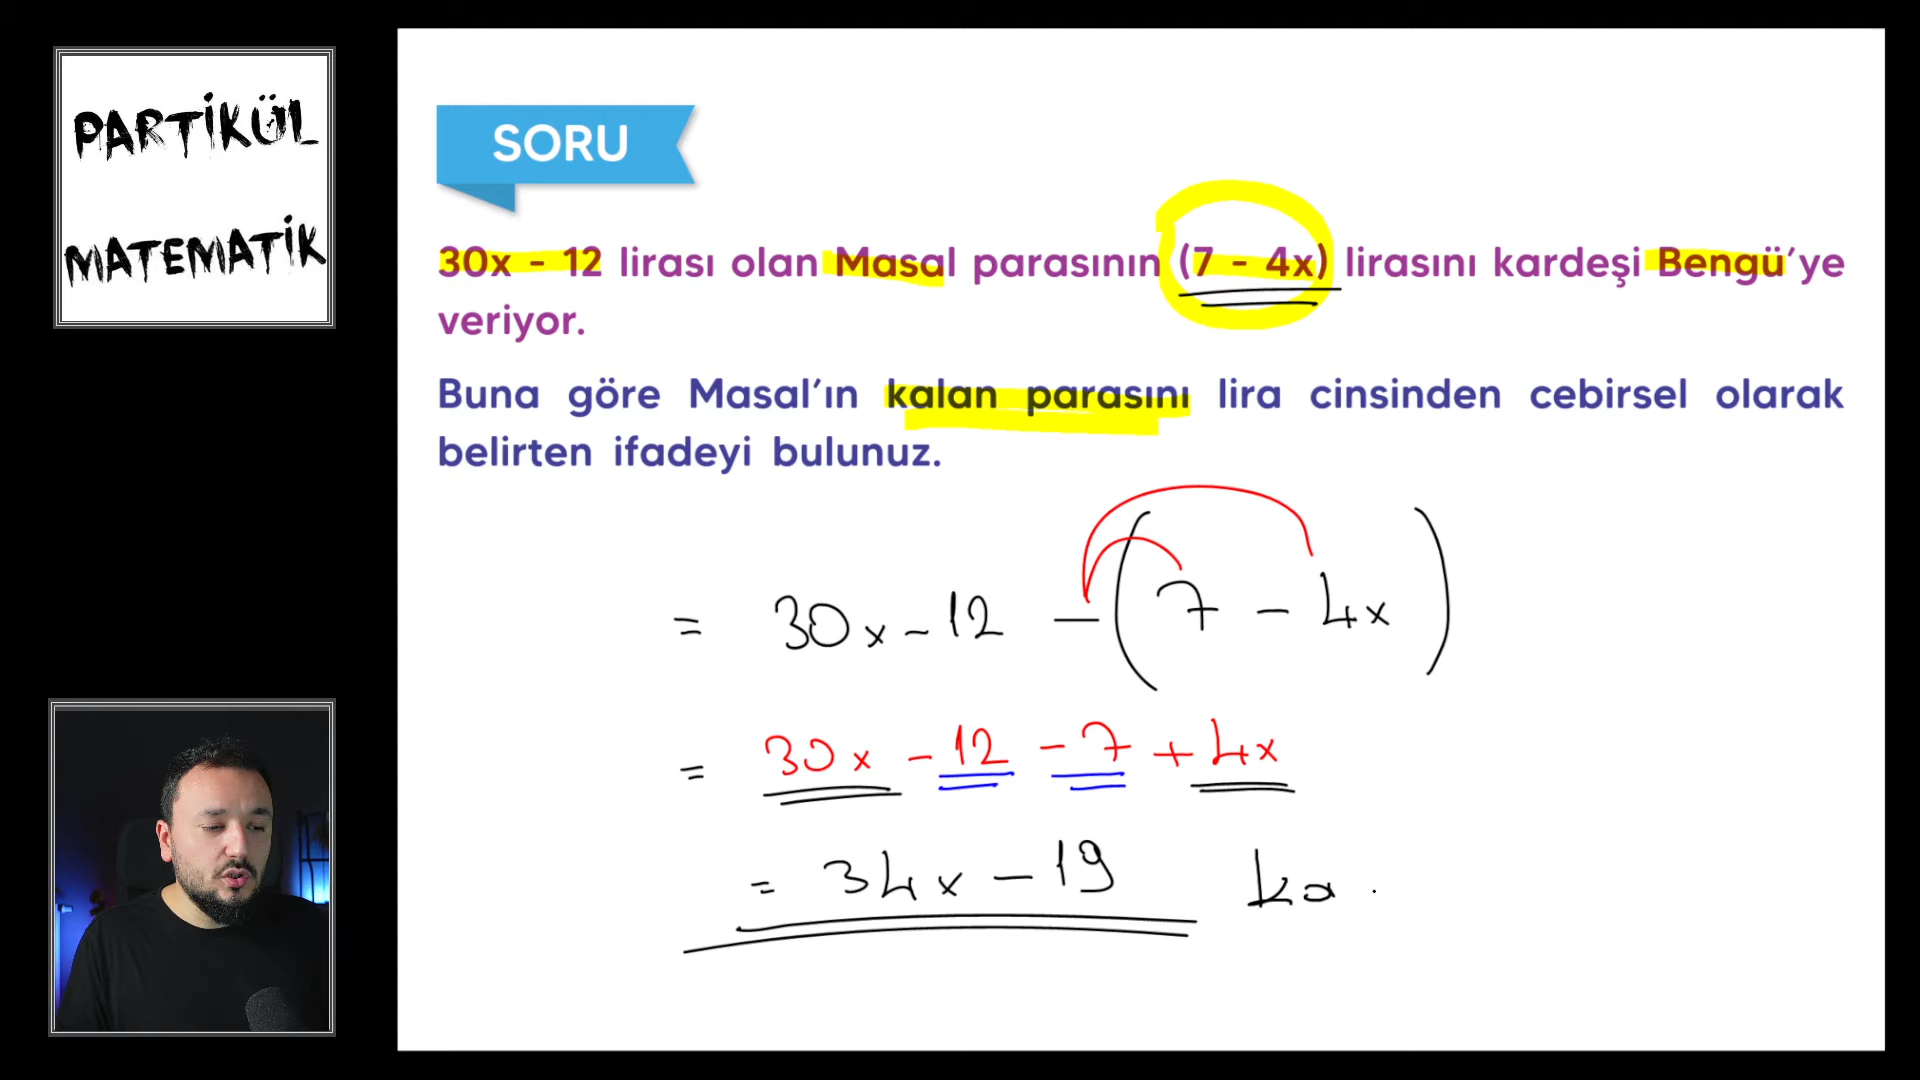 PARTİKÜL
MATEMATİK
SORU
30x - 12 lirası olan Masal parasının (7 - 4x) lirasını kardeşi Bengü'ye
veriyor.
Buna göre Masal'ın kalan parasını lira cinsinden cebirsel olarak
belirten ifadeyi bulunuz.
= 30x - 12 - (7 - 4x)
= 30x - 12 - 7 + 4x
= 34x - 19 ka